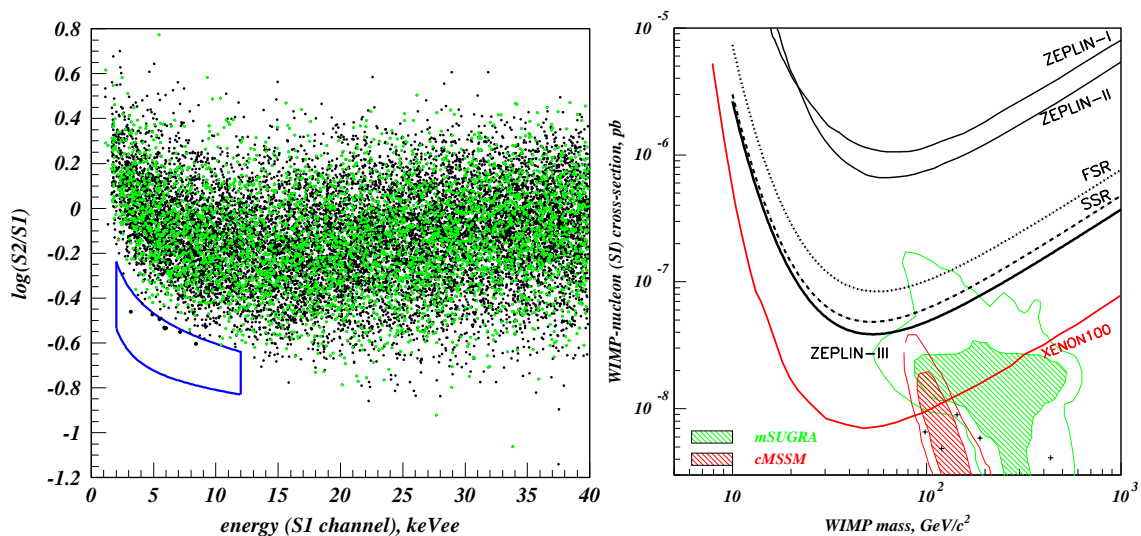 0.8
0.6
0.4
0.2
0
-0.2
-0.4
-0.6
-0.8
-1
-1.2
log(S2/S1)
0 5 10 15 20 25 30 35 40
energy (S1 channel), keVee
10 -5
10 -6
10 -7
10 -8
WIMP-nucleon (SI) cross-section, pb
ZEPLIN-I
ZEPLIN-II
FSR
SSR
ZEPLIN-III
XENON100
mSUGRA
cMSSM
10 10 2 10 3
WIMP mass, GeV/c2